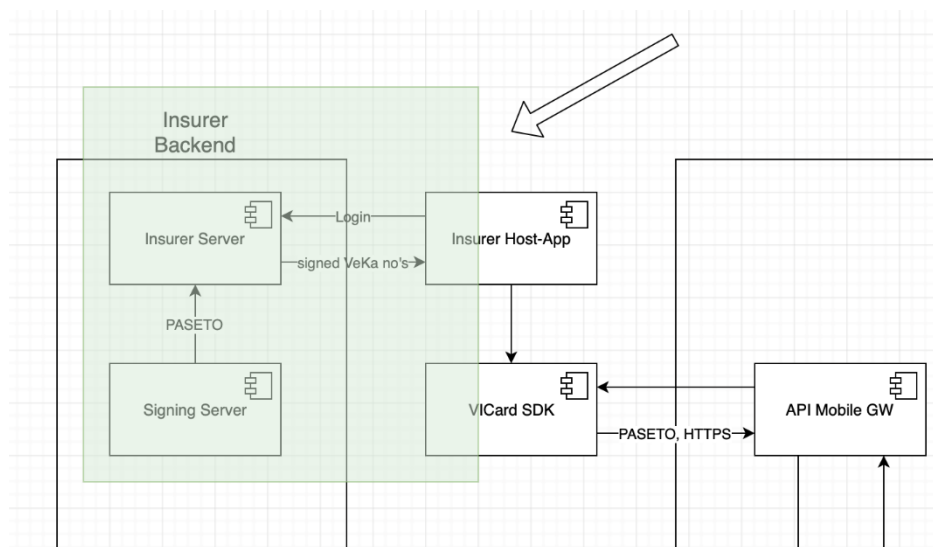 Insurer
Backend
Insurer Server
Login
Insurer Host-App
signed VeKa no's
PASETO
Signing Server
VICard SDK
PASETO, HTTPS
API Mobile GW